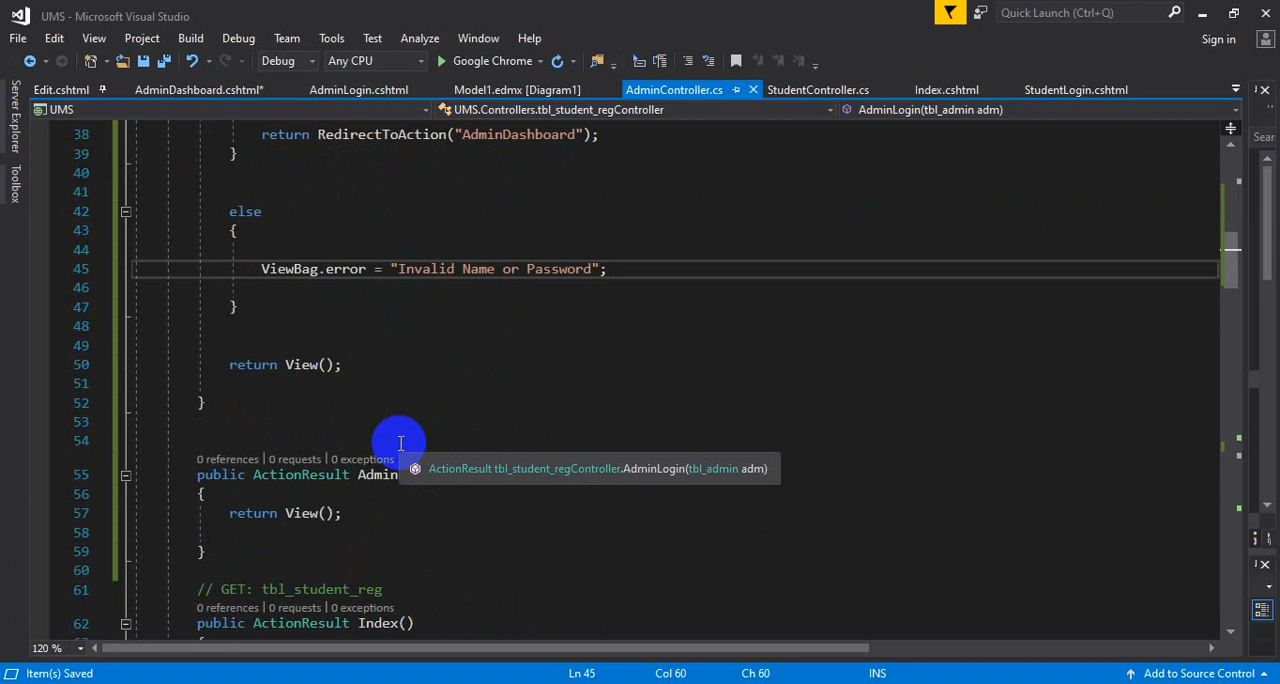 UMS - Microsoft Visual Studio
Quick Launch (Ctrl+Q)
File Edit View Project Build Debug Team Tools Test Analyze Window Help
Sign in
Debug Any CPU Google Chrome
Edit.cshtml AdminDashboard.cshtml* AdminLogin.cshtml Model1.edmx [Diagram1] AdminController.cs StudentController.cs Index.cshtml StudentLogin.cshtml
UMS UMS.Controllers.tbl_student_regController AdminLogin(tbl_admin adm)
Server Explorer
Toolbox
Sear
38 return RedirectToAction("AdminDashboard");
39 }
40
41
42 else
43 {
44
45 ViewBag.error = "Invalid Name or Password";
46
47 }
48
49
50 return View();
51
52 }
53
54
0 references | 0 requests | 0 exceptions
ActionResult tbl_student_regController.AdminLogin(tbl_admin adm)
55 public ActionResult Admin
56 {
57 return View();
58
59 }
60
61 // GET: tbl_student_reg
0 references | 0 requests | 0 exceptions
62 public ActionResult Index()
120 %
Item(s) Saved Ln 45 Col 60 Ch 60 INS Add to Source Control